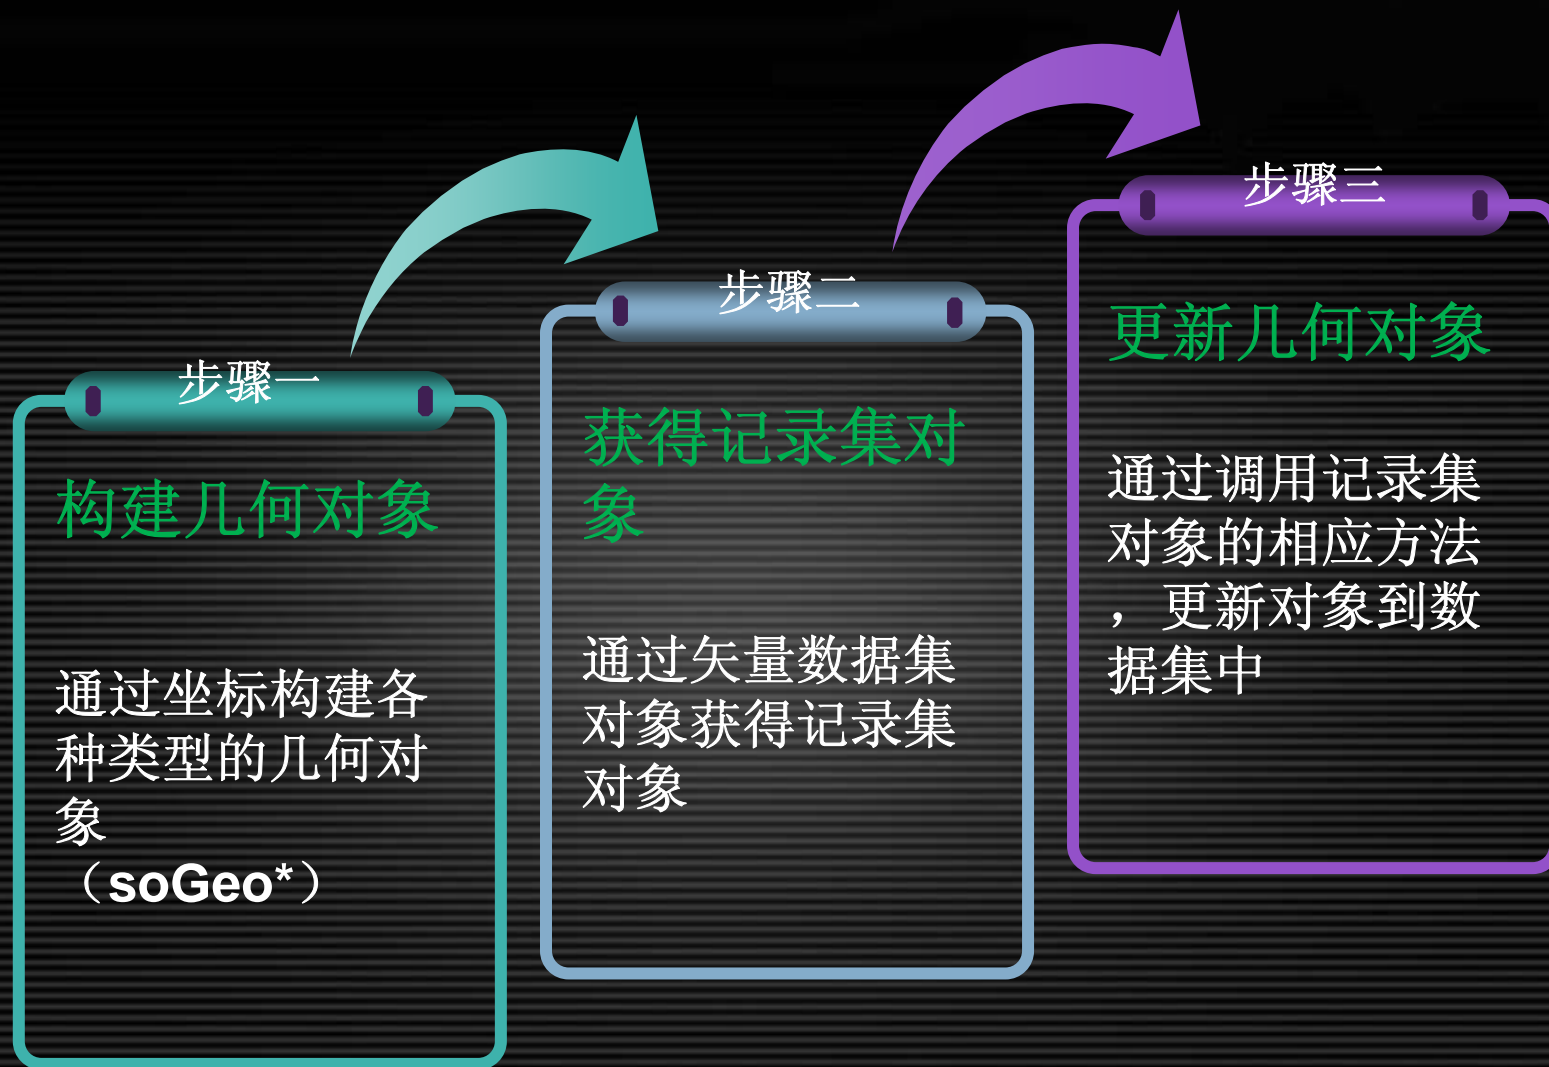 步骤一
构建几何对象
通过坐标构建各
种类型的几何对
象
（soGeo*）
步骤二
获得记录集对
象
通过矢量数据集
对象获得记录集
对象
步骤三
更新几何对象
通过调用记录集
对象的相应方法
，更新对象到数
据集中